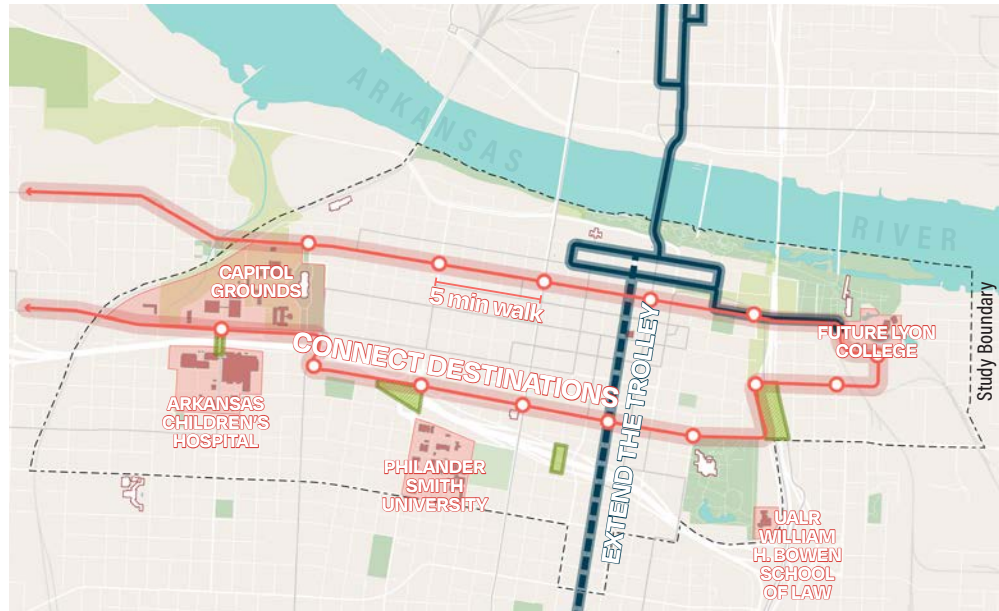 ARKANSAS
RIVER
CAPITOL
GROUNDS
5 min walk
Study Boundary
FUTURE LYON
COLLEGE
CONNECT DESTINATIONS
EXTEND THE TROLLEY
ARKANSAS
CHILDREN'S
HOSPITAL
PHILANDER
SMITH
UNIVERSITY
UALR
WILLIAM
H. BOWEN
SCHOOL
OF LAW